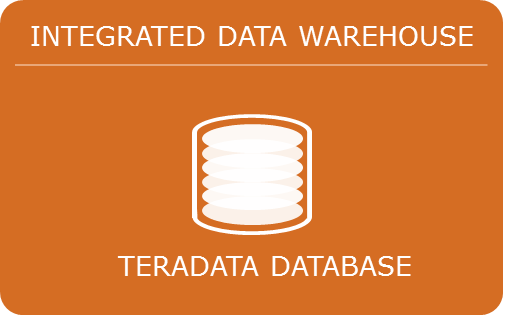 INTEGRATED DATA WAREHOUSE
TERADATA DATABASE